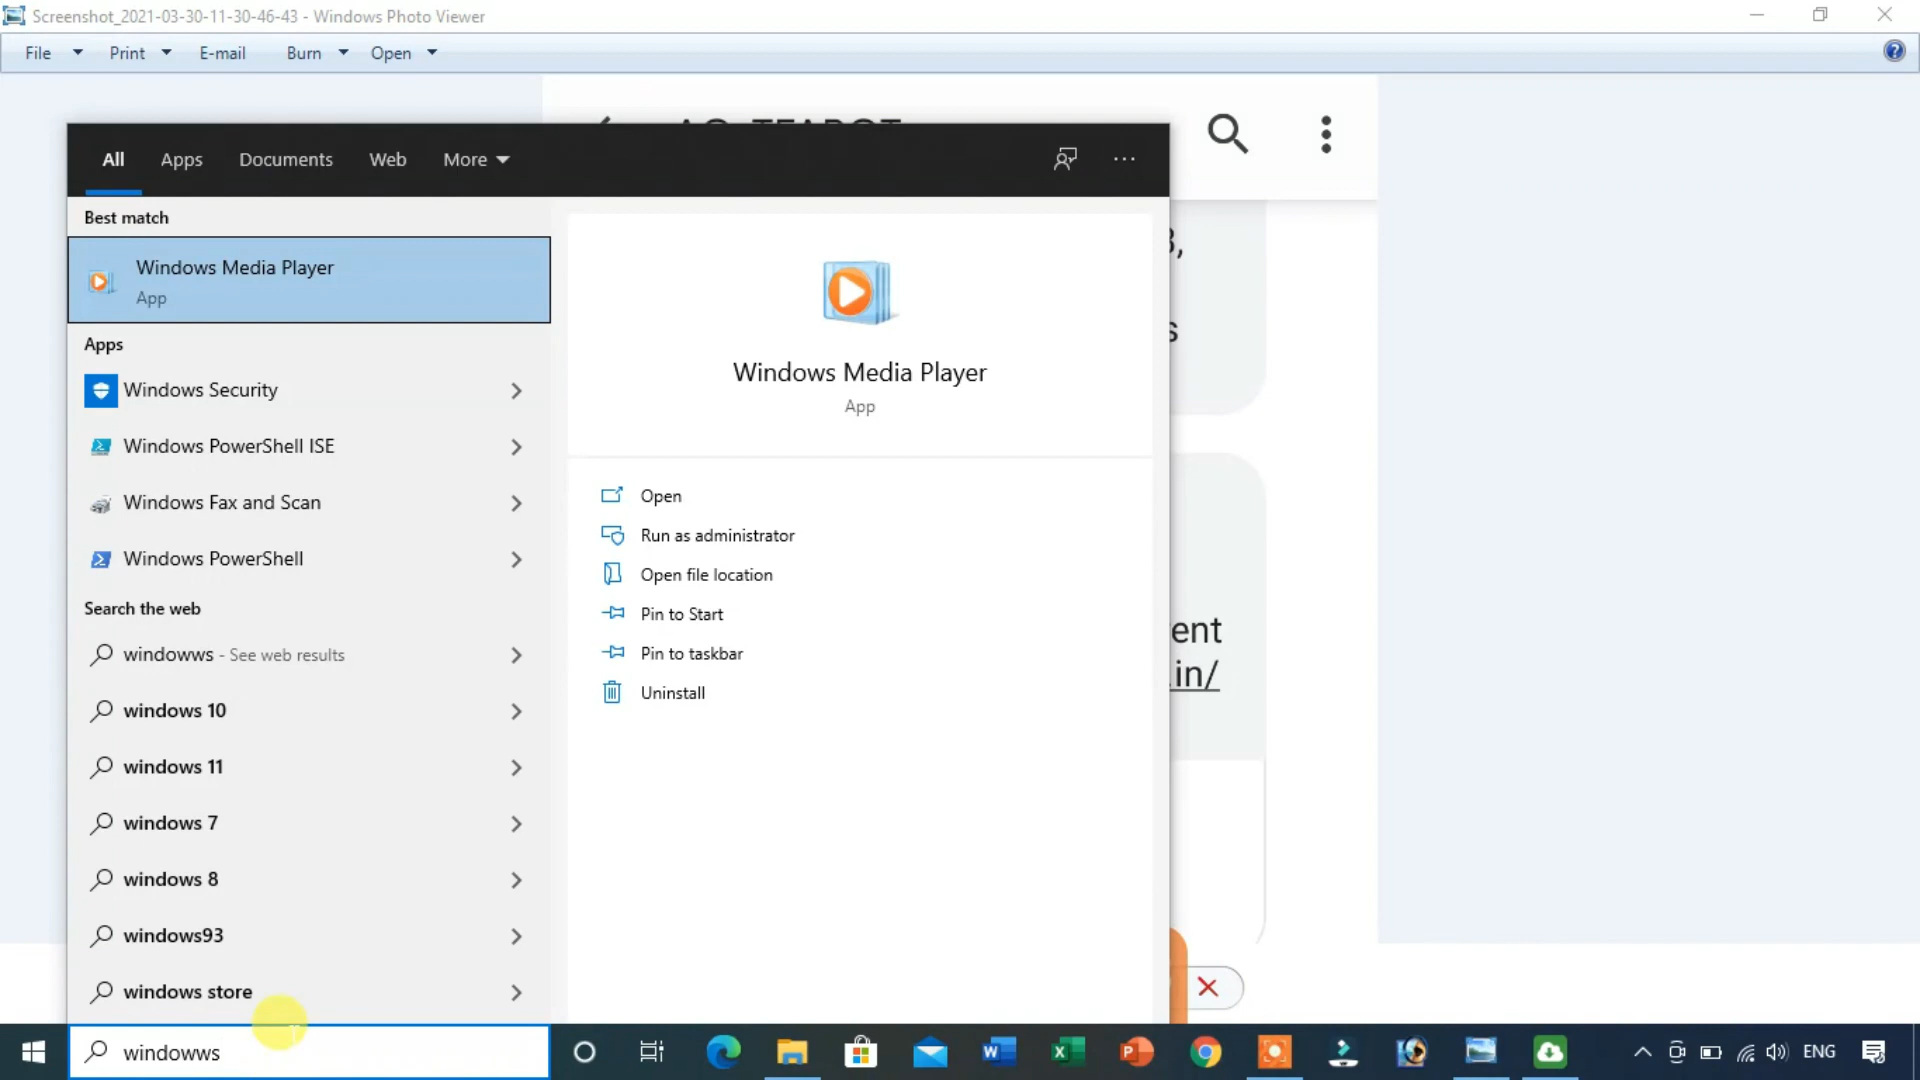 Screenshot_2021-03-30-11-30-46-43 - Windows Photo Viewer
File Print E-mail Burn Open
All Apps Documents Web More
Best match
Windows Media Player
App
Apps
Windows Security
Windows PowerShell ISE
Windows Fax and Scan
Windows PowerShell
Search the web
windowws - See web results
windows 10
windows 11
windows 7
windows 8
windows93
windows store
windowws
Windows Media Player
App
Open
Run as administrator
Open file location
Pin to Start
Pin to taskbar
Uninstall
ent
.in/
ENG